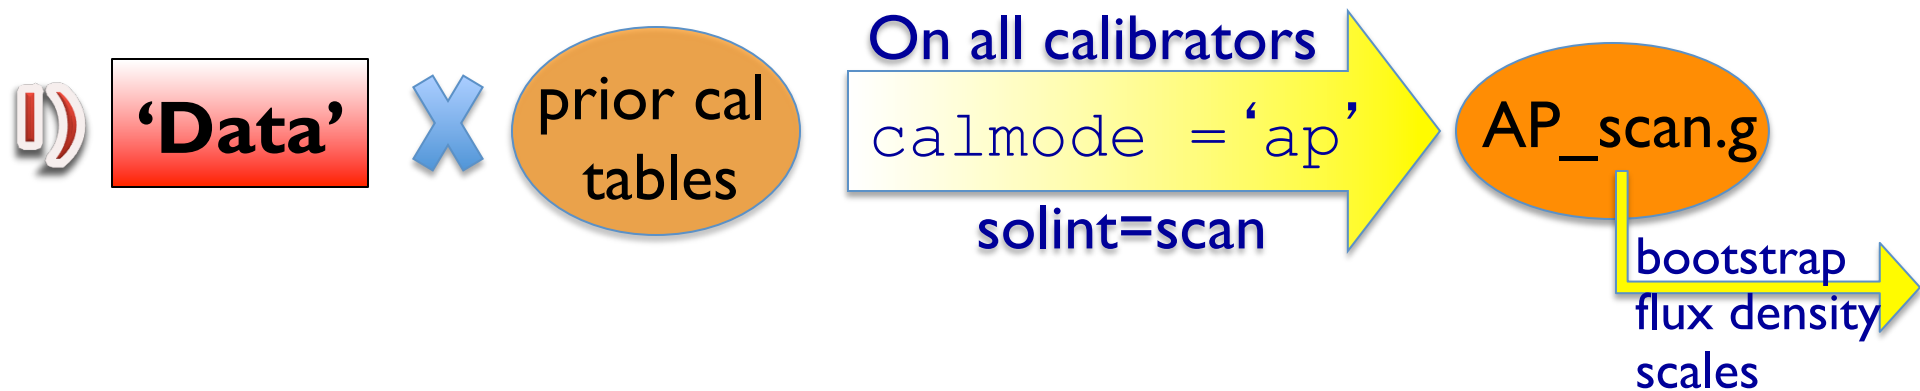 I)
‘Data’
prior cal
tables
On all calibrators
calmode =‘ap’
solint=scan
AP_scan.g
bootstrap
flux density
scales